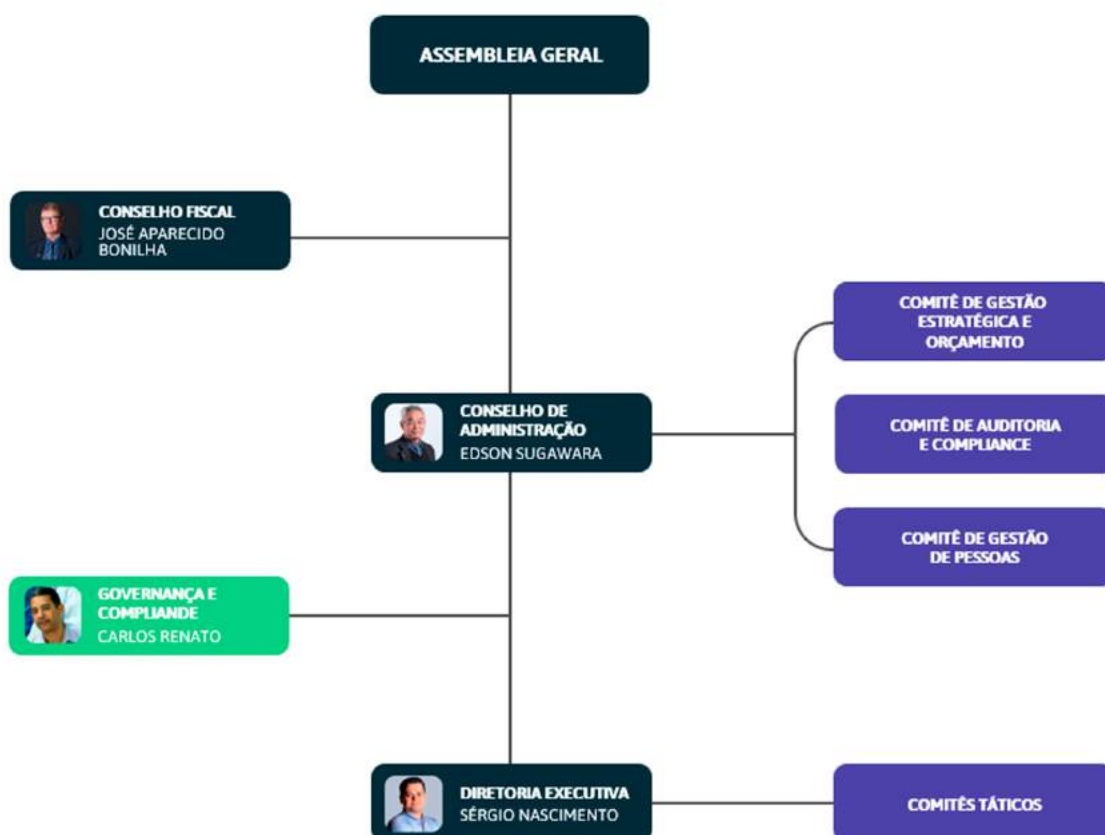 ASSEMBLEIA GERAL
CONSELHO FISCAL
JOSÉ APARECIDO
BONILHA
COMITÊ DE GESTÃO
ESTRATÉGICA E
ORÇAMENTO
CONSELHO DE
ADMINISTRAÇÃO
EDSON SUGAWARA
COMITÊ DE AUDITORIA
E COMPLIANCE
COMITÊ DE GESTÃO
DE PESSOAS
GOVERNANÇA E
COMPLIANDE
CARLOS RENATO
DIRETORIA EXECUTIVA
SÉRGIO NASCIMENTO
COMITÊS TÁTICOS